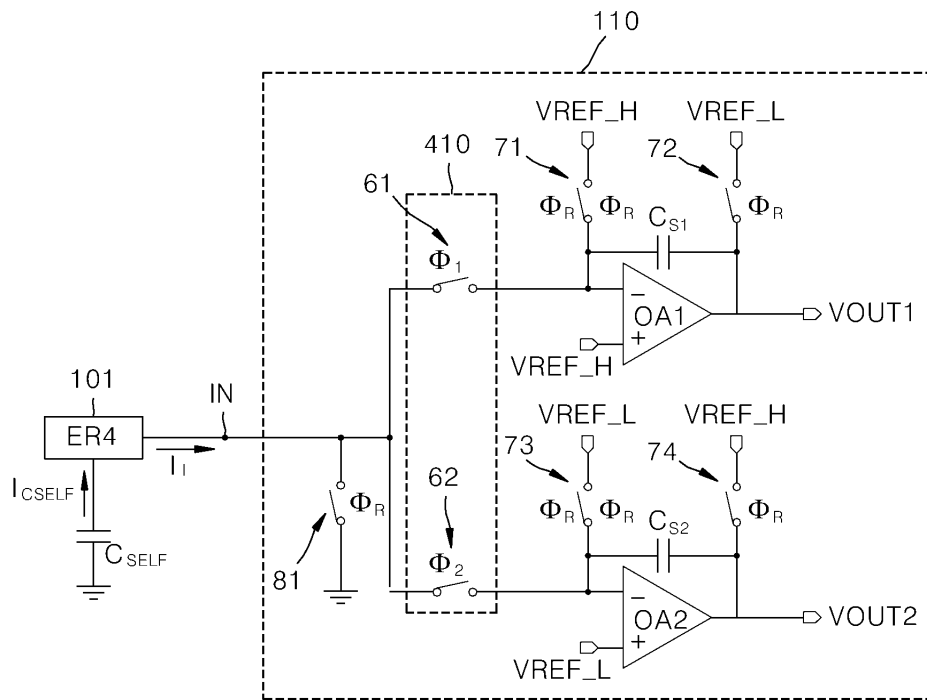 110
VREF_H
VREF_L
410
71
72
61
Φ_R
Φ_R
Φ_R
C_S1
Φ_1
−
OA1
+
VOUT1
VREF_H
101
IN
ER4
I_I
VREF_L
VREF_H
73
74
62
I_CSELF
Φ_R
Φ_R
Φ_R
Φ_R
C_S2
C_SELF
81
Φ_2
−
OA2
+
VOUT2
VREF_L